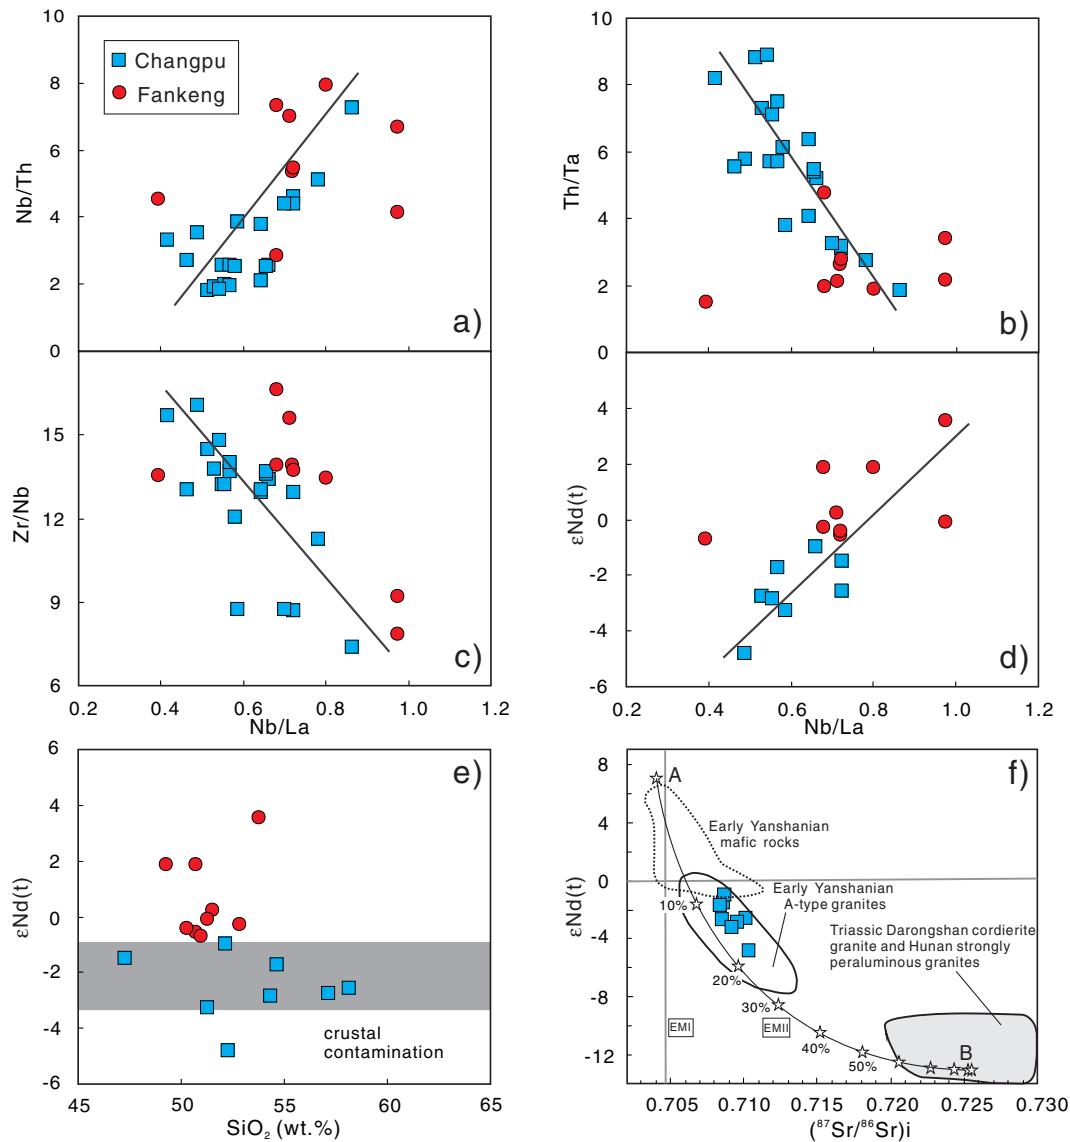 10
8
6
4
2
0
Nb/Th
Changpu
Fankeng
a)
10
8
6
4
2
0
Th/Ta
b)
15
12
9
6
Zr/Nb
c)
0.2
0.4
0.6
0.8
1.0
1.2
Nb/La
4
2
0
-2
-4
-6
εNd(t)
d)
0.2
0.4
0.6
0.8
1.0
1.2
Nb/La
6
4
2
0
-2
-4
-6
εNd(t)
e)
crustal
contamination
45
50
55
60
65
SiO₂ (wt.%)
8
4
0
-4
-8
-12
εNd(t)
f)
A
Early Yanshanian
mafic rocks
Early Yanshanian
A-type granites
Triassic Darongshan cordierite
granite and Hunan strongly
peraluminous granites
10%
20%
30%
40%
50%
EMI
EMII
B
0.705
0.710
0.715
0.720
0.725
0.730
(⁸⁷Sr/⁸⁶Sr)i